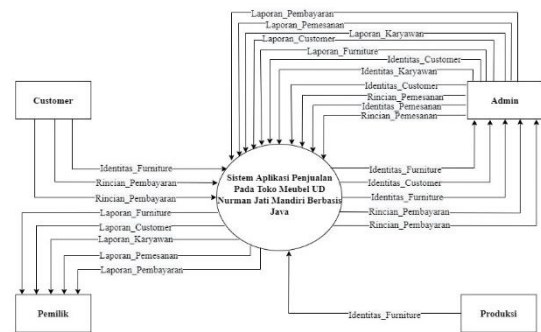 Laporan_Pembayaran
Laporan_Pemesanan
Laporan_Karyawan
Laporan_Customer
Laporan_Furniture
Identitas_Customer
Identitas_Karyawan
Identitas_Customer
Rincian_Pemesanan
Identitas_Pemesanan
Rincian_Pemesanan
Customer
Admin
Identitas_Furniture
Rincian_Pembayaran
Rincian_Pembayaran
Sistem Aplikasi Penjualan
Pada Toko Meubel UD
Nurman Jati Mandiri Berbasis
Java
Identitas_Furniture
Identitas_Customer
Identitas_Furniture
Rincian_Pembayaran
Rincian_Pembayaran
Laporan_Furniture
Laporan_Customer
Laporan_Karyawan
Laporan_Pemesanan
Laporan_Pembayaran
Pemilik
Identitas_Furniture
Produksi